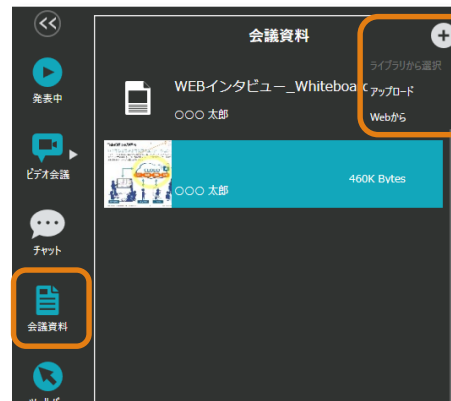 会議資料
ライブラリから選択
アップロード
Webから
WEBインタビュー_Whiteboa
〇〇〇 太郎
460K Bytes
〇〇〇 太郎
発表中
ビデオ会議
チャット
会議資料